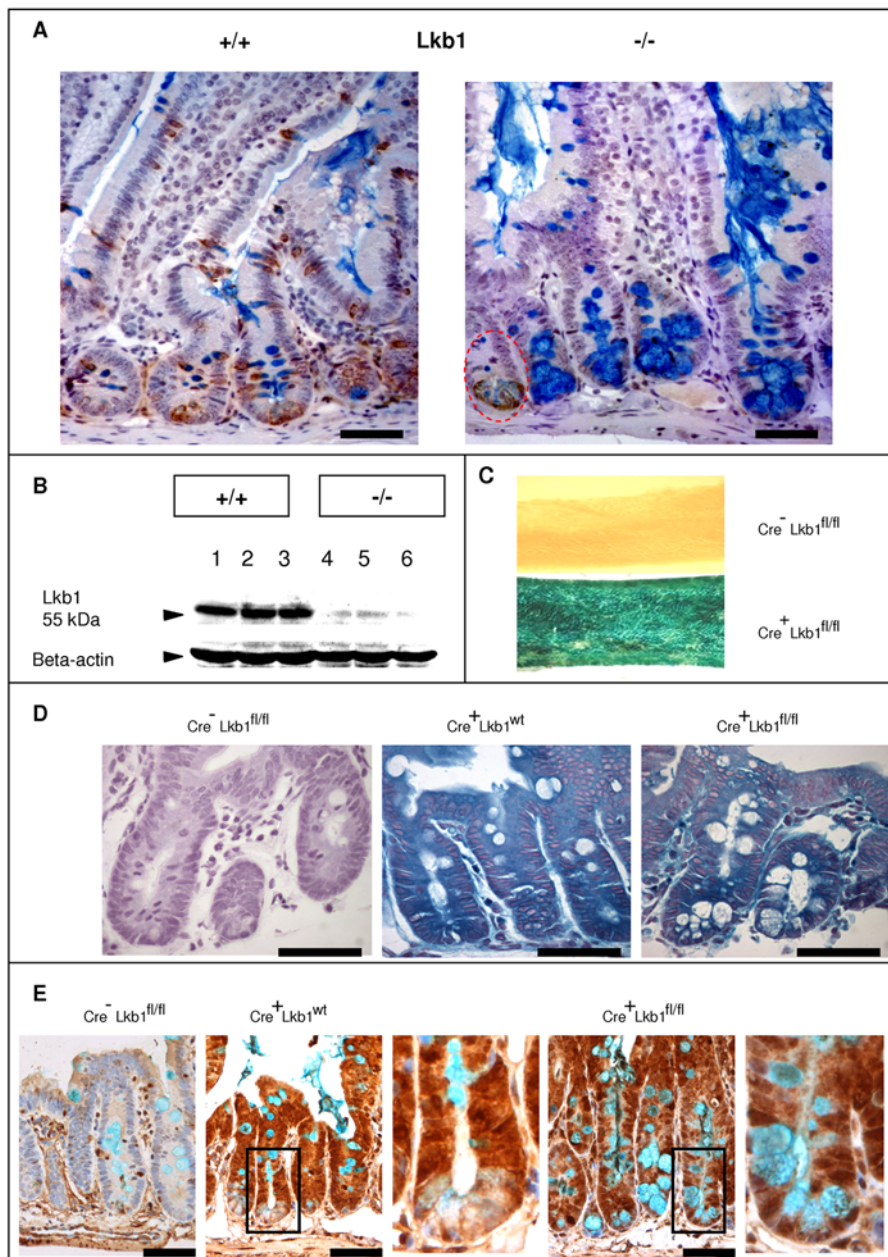 A
+/+ Lkb1 -/-
B
+/+ -/-
1 2 3 4 5 6
Lkb1
55 kDa
Beta-actin
C
Cre⁻Lkb1fl/fl
Cre⁺Lkb1fl/fl
D
Cre⁻Lkb1fl/fl Cre⁺Lkb1wt Cre⁺Lkb1fl/fl
E
Cre⁻Lkb1fl/fl Cre⁺Lkb1wt Cre⁺Lkb1fl/fl